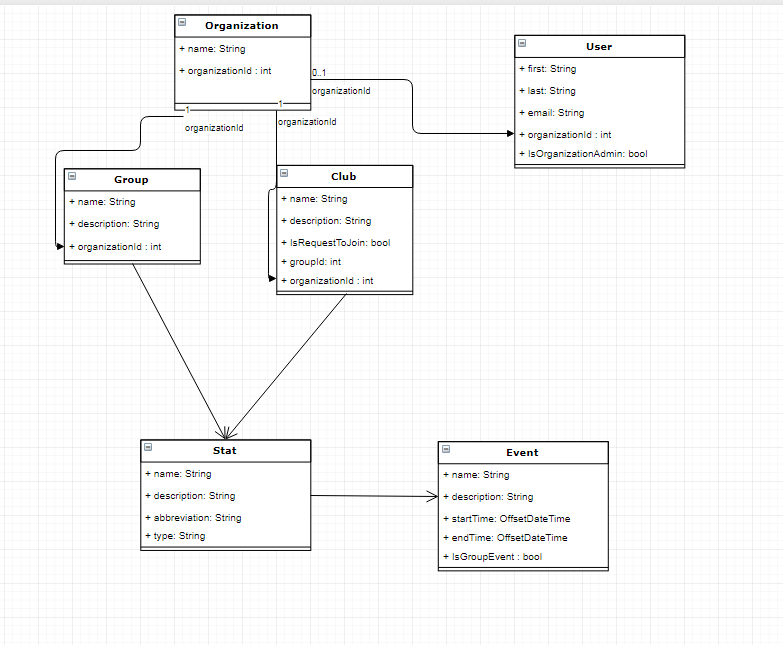 Organization
+ name: String
+ organizationId : int
0..1
organizationId
1
organizationId
1
organizationId
User
+ first: String
+ last: String
+ email: String
+ organizationId : int
+ IsOrganizationAdmin: bool
Group
+ name: String
+ description: String
+ organizationId : int
Club
+ name: String
+ description: String
+ IsRequestToJoin: bool
+ groupId: int
+ organizationId : int
Stat
+ name: String
+ description: String
+ abbreviation: String
+ type: String
Event
+ name: String
+ description: String
+ startTime: OffsetDateTime
+ endTime: OffsetDateTime
+ IsGroupEvent : bool